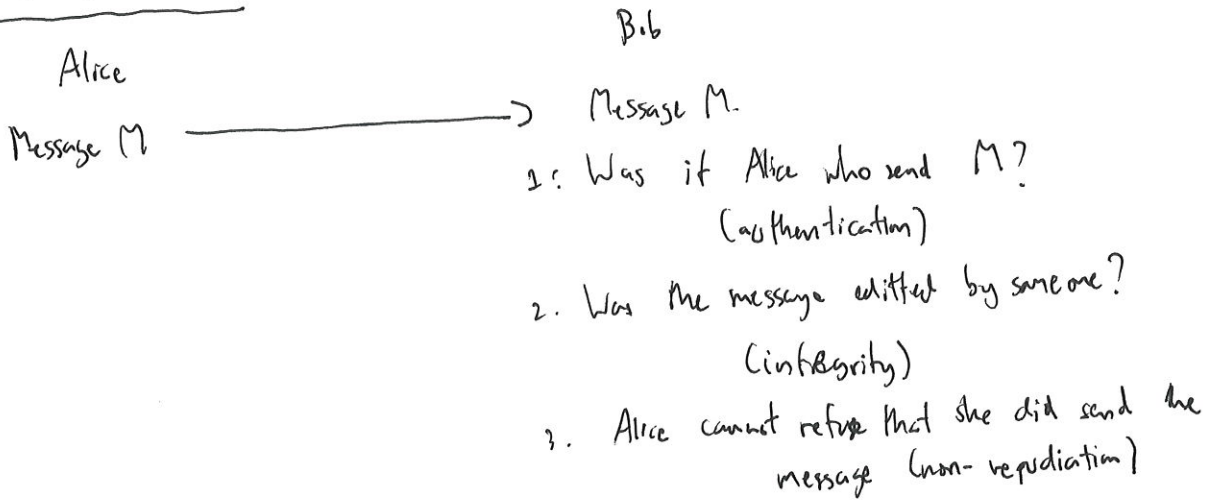 Alice
Bob
Message M
Message M.
1: Was it Alice who send M?
(authentication)
2. Was the message editted by someone?
(integrity)
3. Alice cannot refuse that she did send the
message (non-repudiation)